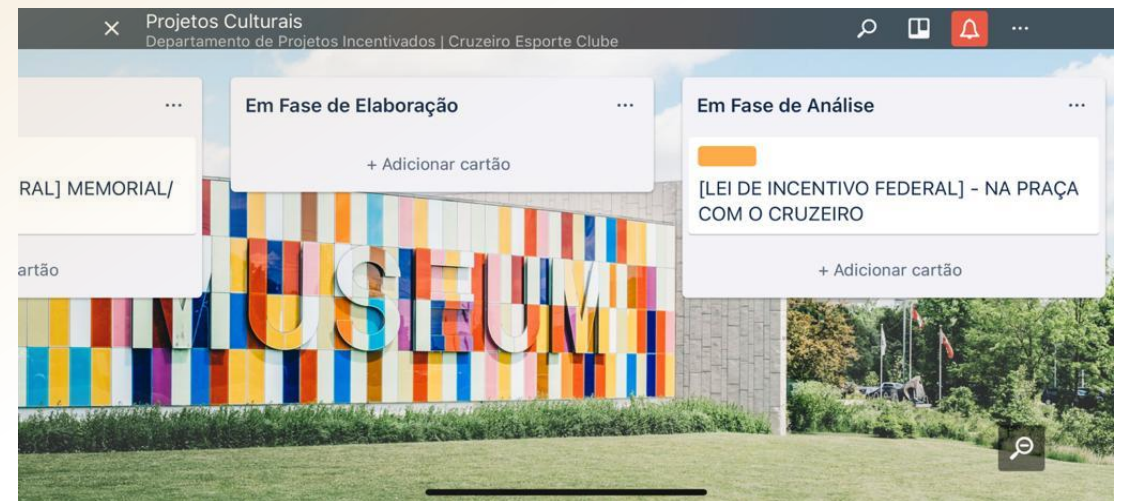 Projetos Culturais
Departamento de Projetos Incentivados | Cruzeiro Esporte Clube
RAL] MEMORIAL/
artão
Em Fase de Elaboração
+ Adicionar cartão
Em Fase de Análise
[LEI DE INCENTIVO FEDERAL] - NA PRAÇA
COM O CRUZEIRO
+ Adicionar cartão
MUSEUM